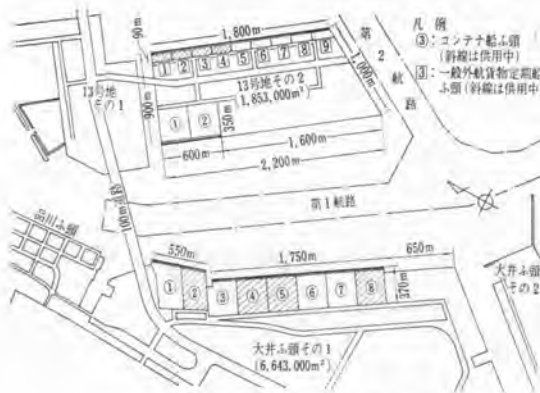 凡 例
③：コンテナ船ふ頭
(斜線は供用中)
3：一般外航貨物定期船
ふ頭(斜線は供用中)
90m
1,800m
1 2 3 4 5 6 7 8 9
第2航路
1,000m
13号地
その1
900m
13号地その2
1,853,000m²
① ②
350m
600m
1,600m
2,200m
第1航路
100m道路
品川ふ頭
550m
1,750m
650m
① ② ③ ④ ⑤ ⑥ ⑦ ⑧
370m
大井ふ頭
その2
大井ふ頭その1
(6,643,000m²)